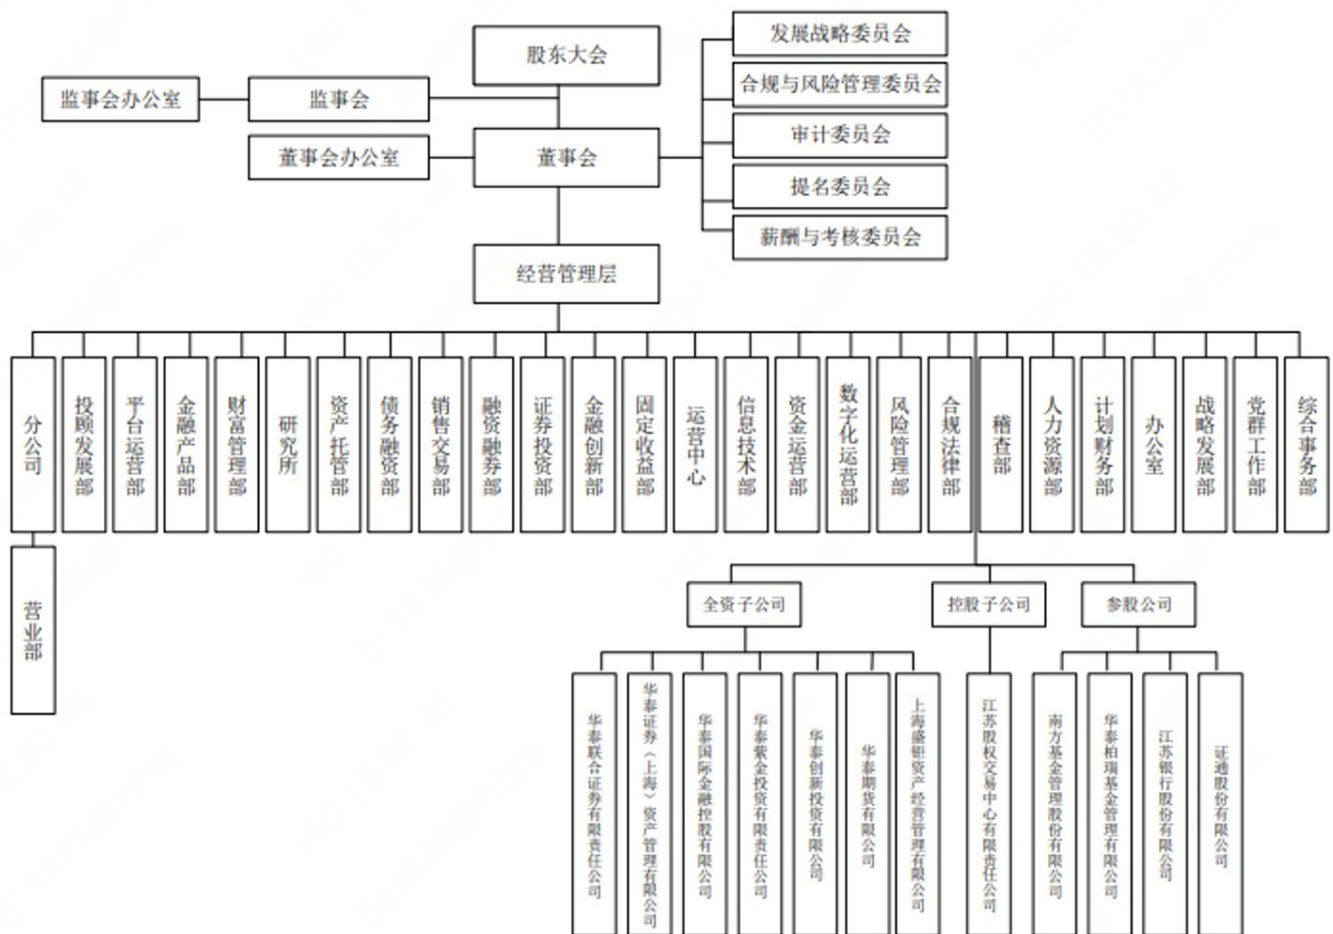 股东大会
监事会办公室
监事会
董事会办公室
董事会
发展战略委员会
合规与风险管理委员会
审计委员会
提名委员会
薪酬与考核委员会
经营管理层
分公司
投顾发展部
平台运营部
金融产品部
财富管理部
研究所
资产托管部
债务融资部
销售交易部
融资融券部
证券投资部
金融创新部
固定收益部
运营中心
信息技术部
资金运营部
数字化运营部
风险管理部
合规法律部
稽查部
人力资源部
计划财务部
办公室
战略发展部
党群工作部
综合事务部
营业部
全资子公司
控股子公司
参股公司
华泰联合证券有限责任公司
华泰证券（上海）资产管理有限公司
华泰国际金融控股有限公司
华泰紫金投资有限责任公司
华泰创新投资有限公司
华泰期货有限公司
上海盛钜资产经营管理有限公司
江苏股权交易中心有限责任公司
南方基金管理股份有限公司
华泰柏瑞基金管理有限公司
江苏银行股份有限公司
证通股份有限公司